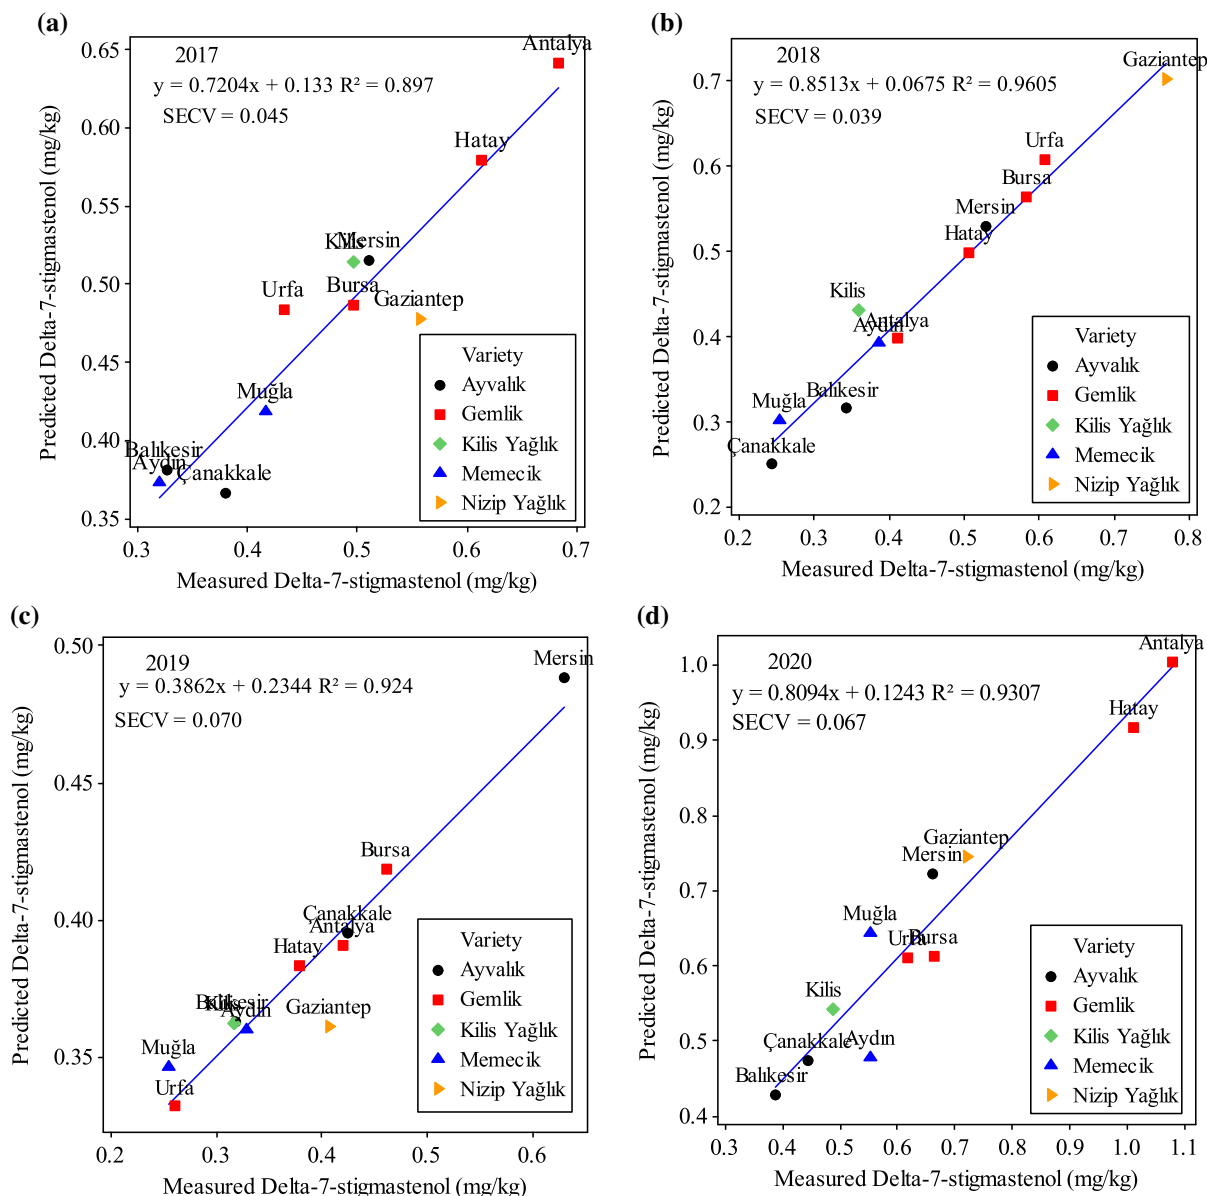 (a)
2017
y = 0.7204x + 0.133 R² = 0.897
SECV = 0.045
Predicted Delta-7-stigmastenol (mg/kg)
0.65
0.60
0.55
0.50
0.45
0.40
0.35
Antalya
Hatay
Kilis
Mersin
Urfa
Bursa
Gaziantep
Muğla
Balıkesir
Aydın
Çanakkale
Variety
Ayvalık
Gemlik
Kilis Yağlık
Memecik
Nizip Yağlık
0.3 0.4 0.5 0.6 0.7
Measured Delta-7-stigmastenol (mg/kg)
(b)
2018
y = 0.8513x + 0.0675 R² = 0.9605
SECV = 0.039
Predicted Delta-7-stigmastenol (mg/kg)
0.7
0.6
0.5
0.4
0.3
0.2
Gaziantep
Urfa
Bursa
Mersin
Hatay
Kilis
Antalya
Aydın
Balıkesir
Muğla
Çanakkale
Variety
Ayvalık
Gemlik
Kilis Yağlık
Memecik
Nizip Yağlık
0.2 0.3 0.4 0.5 0.6 0.7 0.8
Measured Delta-7-stigmastenol (mg/kg)
(c)
2019
y = 0.3862x + 0.2344 R² = 0.924
SECV = 0.070
Predicted Delta-7-stigmastenol (mg/kg)
0.50
0.45
0.40
0.35
Mersin
Bursa
Çanakkale
Antalya
Hatay
Balıkesir
Kilis
Aydın
Gaziantep
Muğla
Urfa
Variety
Ayvalık
Gemlik
Kilis Yağlık
Memecik
Nizip Yağlık
0.2 0.3 0.4 0.5 0.6
Measured Delta-7-stigmastenol (mg/kg)
(d)
2020
y = 0.8094x + 0.1243 R² = 0.9307
SECV = 0.067
Predicted Delta-7-stigmastenol (mg/kg)
1.0
0.9
0.8
0.7
0.6
0.5
0.4
Antalya
Hatay
Gaziantep
Mersin
Muğla
Urfa
Bursa
Kilis
Çanakkale
Aydın
Balıkesir
Variety
Ayvalık
Gemlik
Kilis Yağlık
Memecik
Nizip Yağlık
0.3 0.4 0.5 0.6 0.7 0.8 0.9 1.0 1.1
Measured Delta-7-stigmastenol (mg/kg)